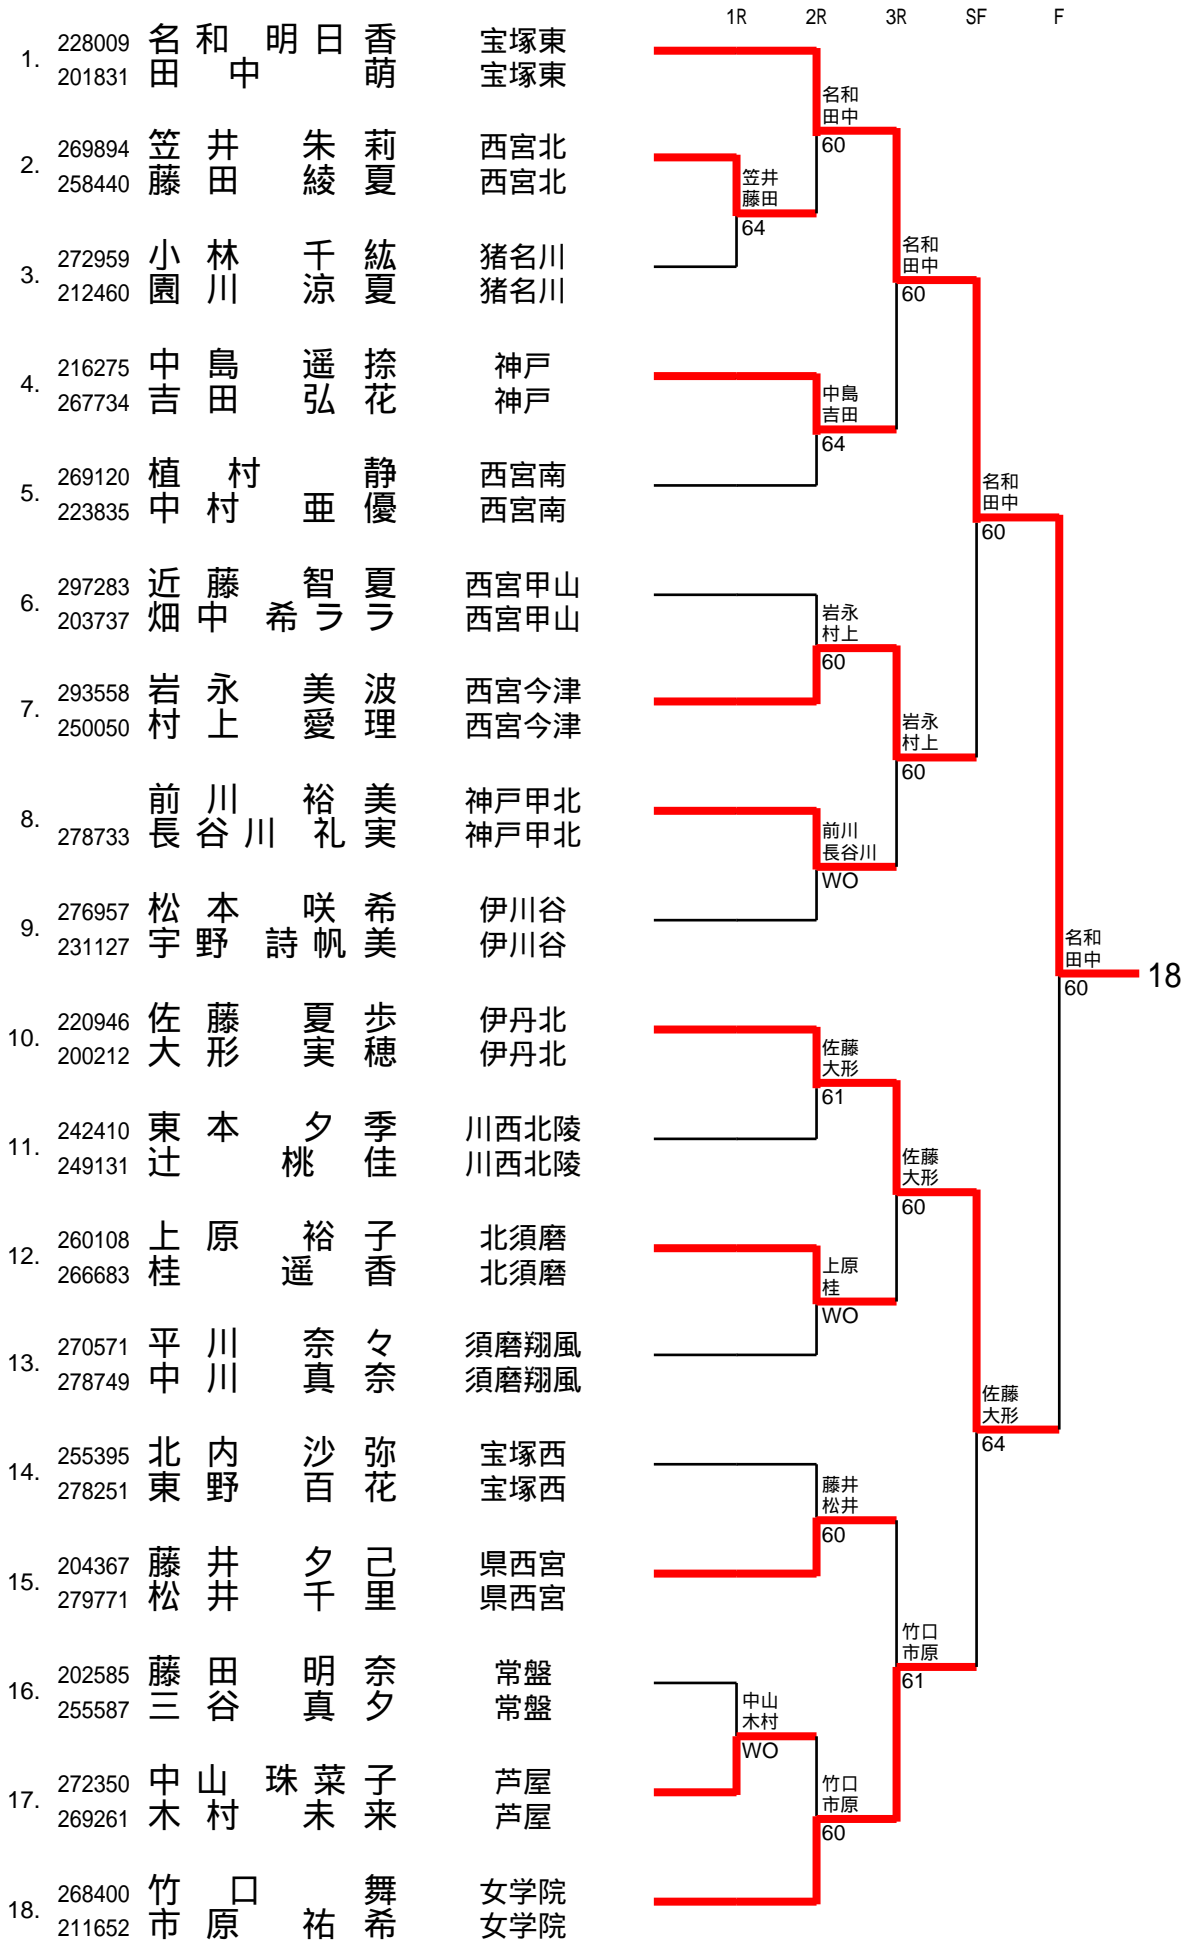 1R 2R 3R SF F
1. 228009 名和 明日香 宝塚東
201831 田中 萌 宝塚東
2. 269894 笠井 朱莉 西宮北
258440 藤田 綾夏 西宮北
3. 272959 小林 千紘 猪名川
212460 園川 涼夏 猪名川
4. 216275 中島 遥捺 神戸
267734 吉田 弘花 神戸
5. 269120 植村 静 西宮南
223835 中村 亜優 西宮南
6. 297283 近藤 智夏 西宮甲山
203737 畑中 希ララ 西宮甲山
7. 293558 岩永 美波 西宮今津
250050 村上 愛理 西宮今津
8. 前川 裕美 神戸甲北
278733 長谷川 礼実 神戸甲北
9. 276957 松本 咲希 伊川谷
231127 宇野 詩帆美 伊川谷
10. 220946 佐藤 夏歩 伊丹北
200212 大形 実穂 伊丹北
11. 242410 東本 夕季 川西北陵
249131 辻 桃佳 川西北陵
12. 260108 上原 裕子 北須磨
266683 桂 遥香 北須磨
13. 270571 平川 奈々 須磨翔風
278749 中川 真奈 須磨翔風
14. 255395 北内 沙弥 宝塚西
278251 東野 百花 宝塚西
15. 204367 藤井 夕己 県西宮
279771 松井 千里 県西宮
16. 202585 藤田 明奈 常盤
255587 三谷 真夕 常盤
17. 272350 中山 珠菜子 芦屋
269261 木村 未来 芦屋
18. 268400 竹口 舞 女学院
211652 市原 祐希 女学院
笠井
藤田
64
中山
木村
WO
名和
田中
60
中島
吉田
64
岩永
村上
60
前川
長谷川
WO
佐藤
大形
61
上原
桂
WO
藤井
松井
60
竹口
市原
60
名和
田中
60
岩永
村上
60
佐藤
大形
60
竹口
市原
61
名和
田中
60
佐藤
大形
64
名和
田中
60
18